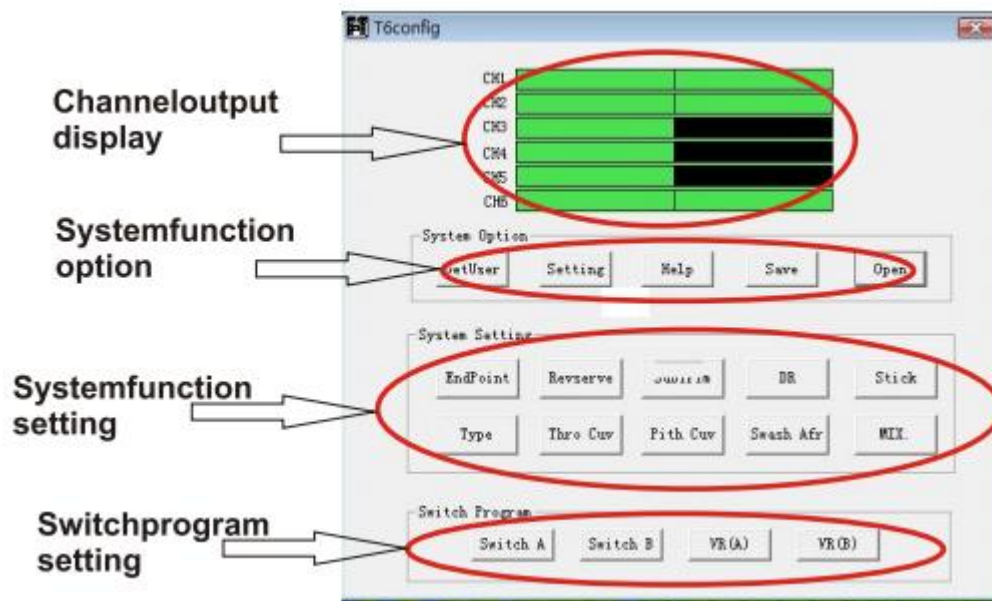 T6config
Channeloutput
display
CH1
CH2
CH3
CH4
CH5
CH6
Systemfunction
option
System Option
Setting Help Save Open
Systemfunction
setting
System Setting
EndPoint Revserve DR Stick
Type Thro Cuv Pith Cuv Swash Afr MIX.
Switchprogram
setting
Switch Program
Switch A Switch B VR(A) VR(B)